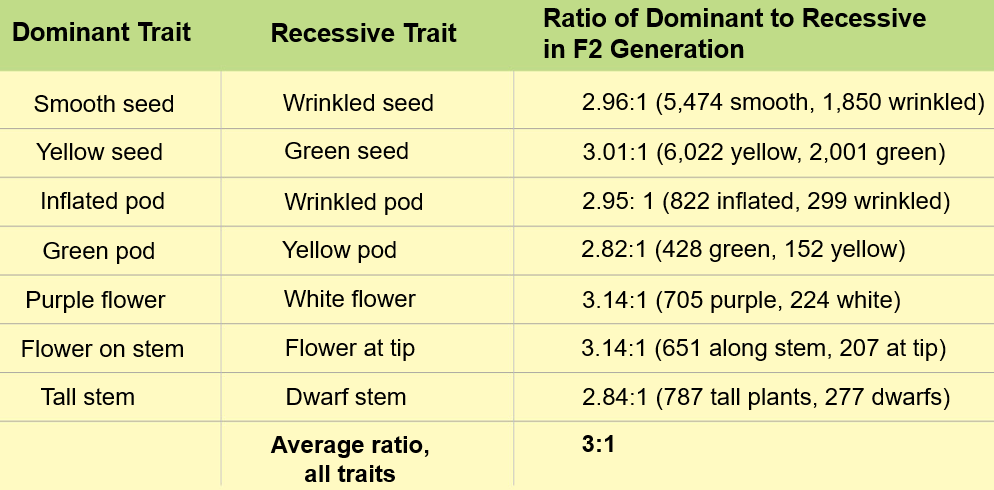 Dominant Trait Recessive Trait Ratio of Dominant to Recessive
in F2 Generation
Smooth seed Wrinkled seed 2.96:1 (5,474 smooth, 1,850 wrinkled)
Yellow seed Green seed 3.01:1 (6,022 yellow, 2,001 green)
Inflated pod Wrinkled pod 2.95: 1 (822 inflated, 299 wrinkled)
Green pod Yellow pod 2.82:1 (428 green, 152 yellow)
Purple flower White flower 3.14:1 (705 purple, 224 white)
Flower on stem Flower at tip 3.14:1 (651 along stem, 207 at tip)
Tall stem Dwarf stem 2.84:1 (787 tall plants, 277 dwarfs)
Average ratio, 3:1
all traits